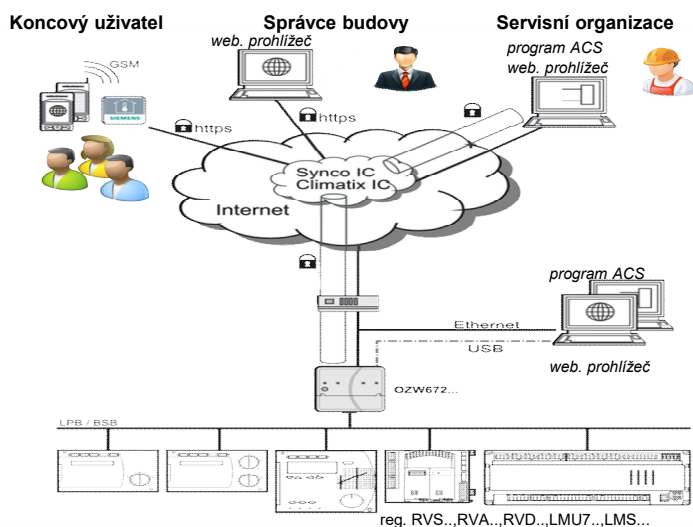 Koncový uživatel
Správce budovy
Servisní organizace
web. prohlížeč
program ACS
web. prohlížeč
GSM
SIEMENS
https
https
Synco IC
Climatix IC
Internet
program ACS
Ethernet
USB
web. prohlížeč
OZW672...
LPB / BSB
reg. RVS..,RVA..,RVD..,LMU7..,LMS...